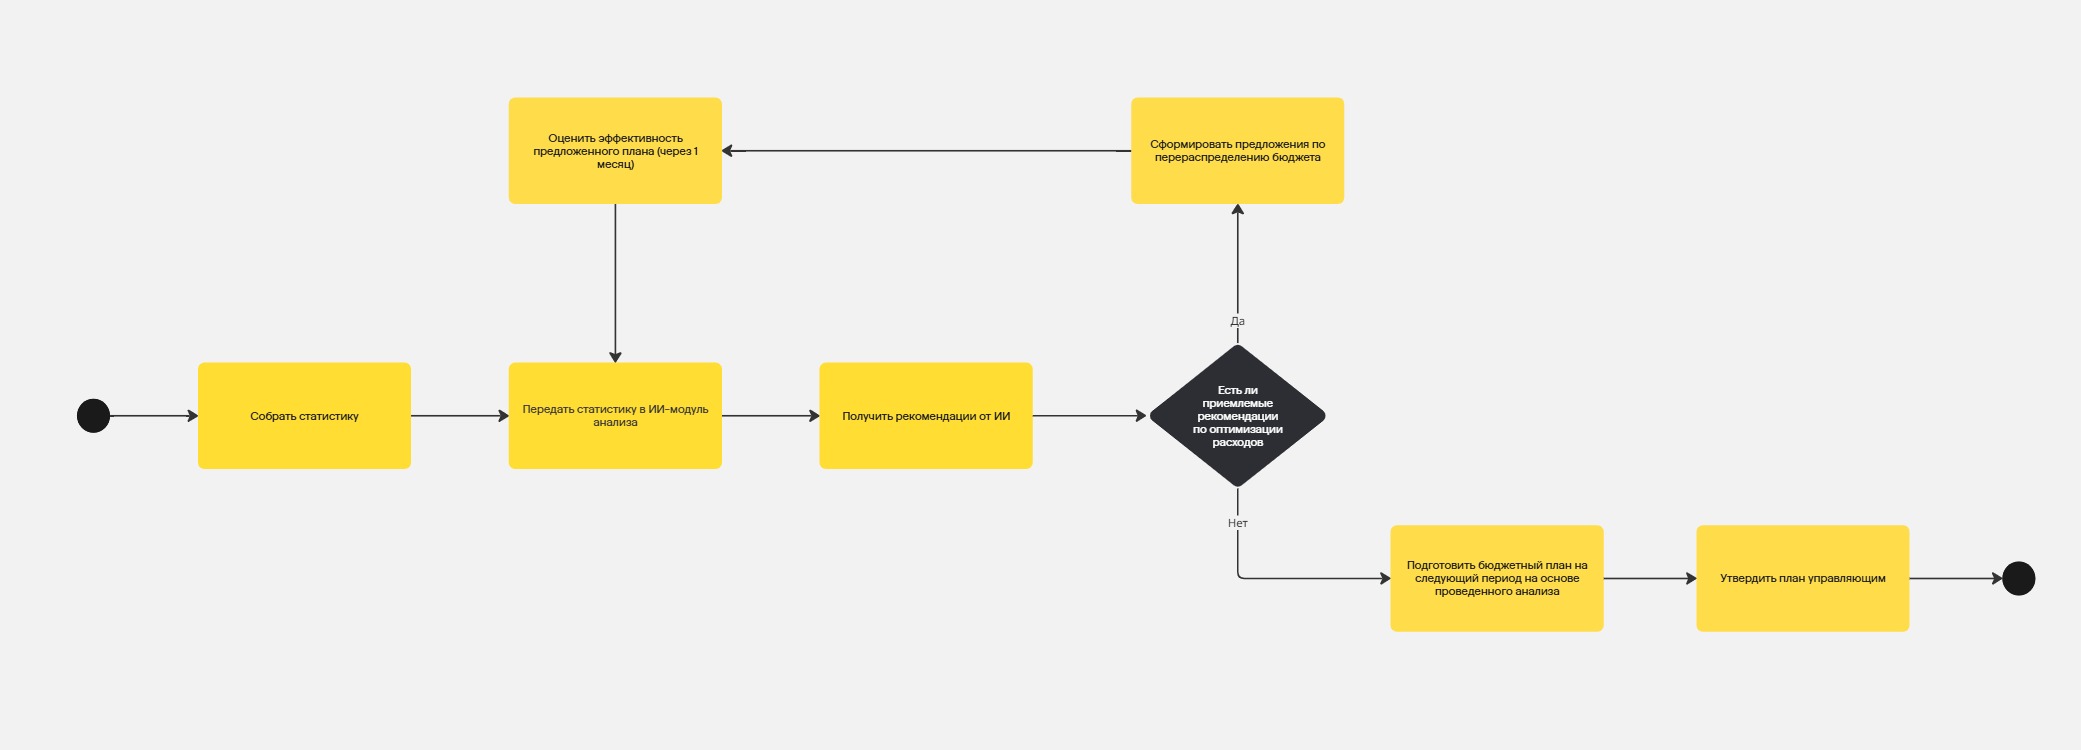 Оценить эффективность
предложенного плана (через 1
месяц)
Сформировать предложения по
перераспределению бюджета
Да
Собрать статистику
Передать статистику в ИИ-модуль
анализа
Получить рекомендации от ИИ
Есть ли
приемлемые
рекомендации
по оптимизации
расходов
Нет
Подготовить бюджетный план на
следующий период на основе
проведенного анализа
Утвердить план управляющим